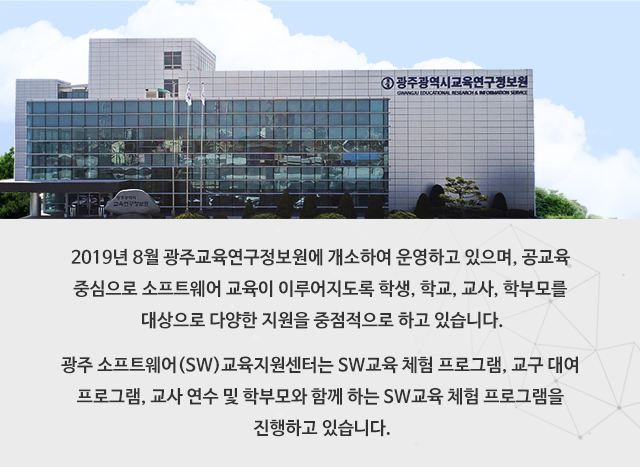 광주광역시교육연구정보원
GWANGJU EDUCATIONAL RESEARCH & INFORMATION SERVICE
교육연구정보원
2019년 8월 광주교육연구정보원에 개소하여 운영하고 있으며, 공교육
중심으로 소프트웨어 교육이 이루어지도록 학생, 학교, 교사, 학부모를
대상으로 다양한 지원을 중점적으로 하고 있습니다.
광주 소프트웨어(SW)교육지원센터는 SW교육 체험 프로그램, 교구 대여
프로그램, 교사 연수 및 학부모와 함께 하는 SW교육 체험 프로그램을
진행하고 있습니다.